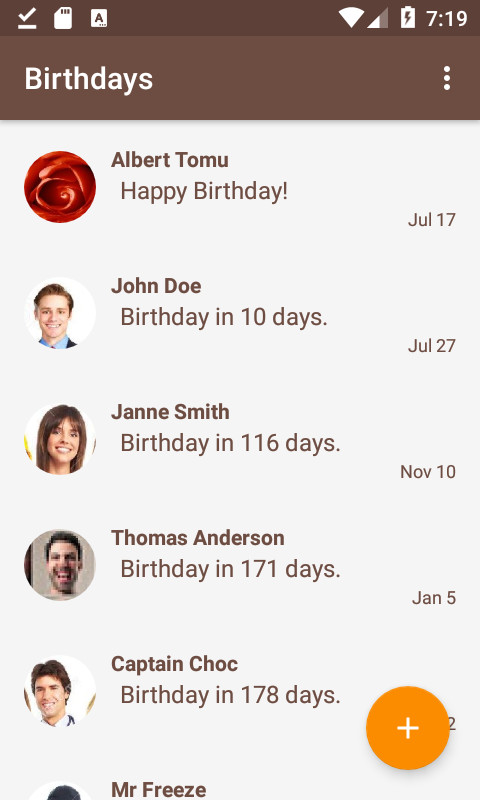 7:19
Birthdays
Albert Tomu
Happy Birthday!
Jul 17
John Doe
Birthday in 10 days.
Jul 27
Janne Smith
Birthday in 116 days.
Nov 10
Thomas Anderson
Birthday in 171 days.
Jan 5
Captain Choc
Birthday in 178 days.
2
Mr Freeze